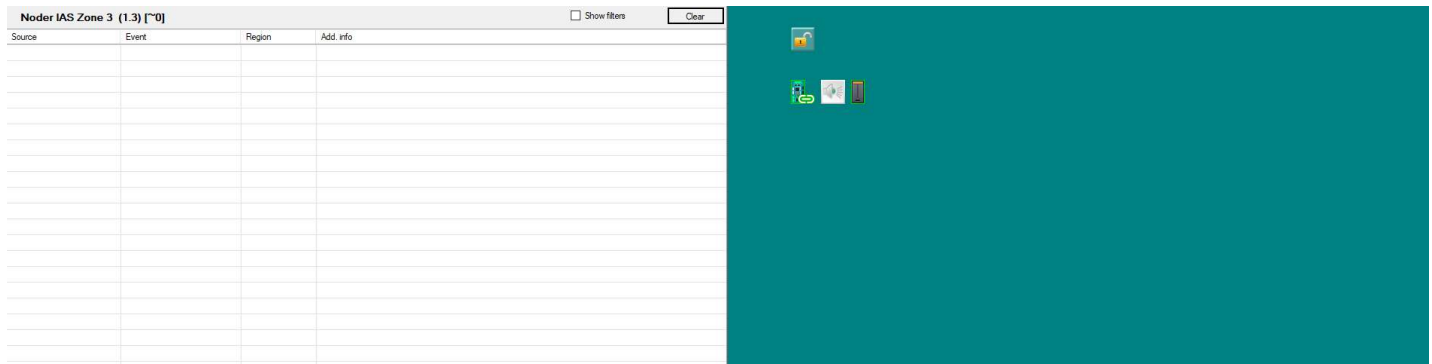 Noder IAS Zone 3 (1.3) [~0] Show filters Clear
Source Event Region Add. info